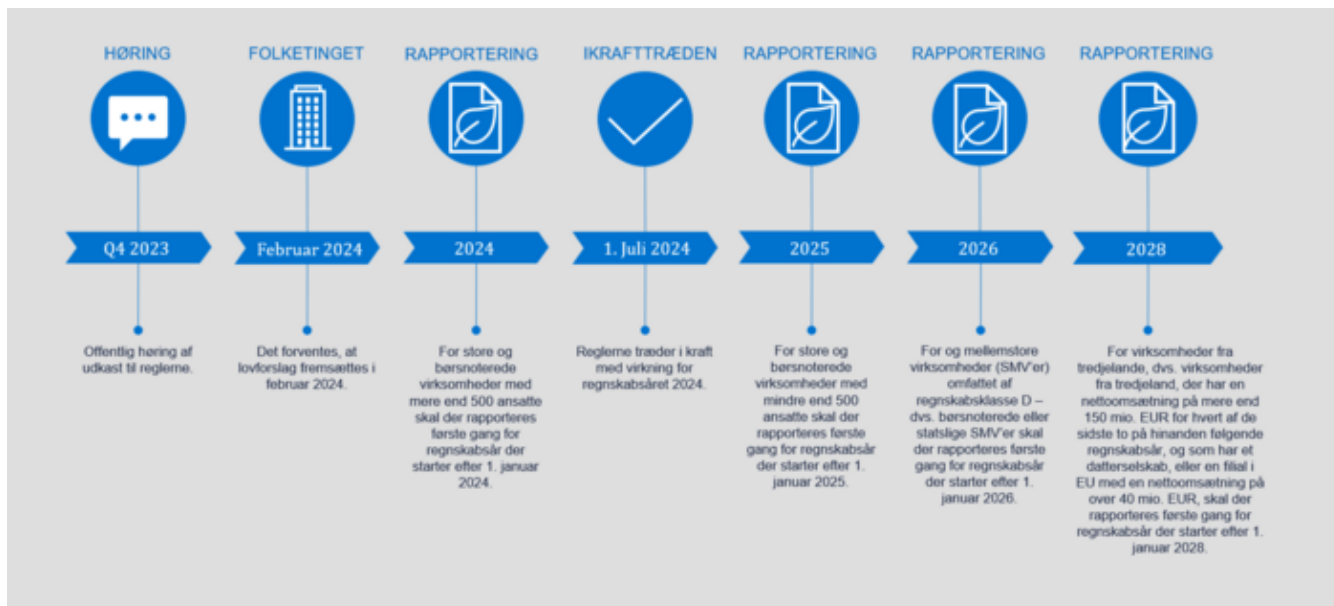 HØRING
FOLKETINGET
RAPPORTERING
IKRAFTTRÆDEN
RAPPORTERING
RAPPORTERING
RAPPORTERING
Q4 2023
Februar 2024
2024
1. Juli 2024
2025
2026
2028
Offentlig høring af
udkast til reglerne.
Det forventes, at
lovforslag fremsættes i
februar 2024.
For store og
børsnoterede
virksomheder med
mere end 500 ansatte
skal der rapporteres
første gang for
regnskabsår der
starter efter 1. januar
2024.
Reglerne træder i kraft
med virkning for
regnskabsåret 2024.
For store og
børsnoterede
virksomheder med
mindre end 500
ansatte skal der
rapporteres første
gang for regnskabsår
der starter efter 1.
januar 2025.
For og mellemstore
virksomheder (SMV'er)
omfattet af
regnskabsklasse D –
dvs. børsnoterede eller
statslige SMV'er skal
der rapporteres første
gang for regnskabsår
der starter efter 1.
januar 2026.
For virksomheder fra
tredjelande, dvs. virksomheder
fra tredjeland, der har en
nettoomsætning på mere end
150 mio. EUR for hvert af de
sidste to på hinanden følgende
regnskabsår, og som har et
datterselskab, eller en filial i
EU med en nettoomsætning på
over 40 mio. EUR, skal der
rapporteres første gang for
regnskabsår der starter efter 1.
januar 2028.